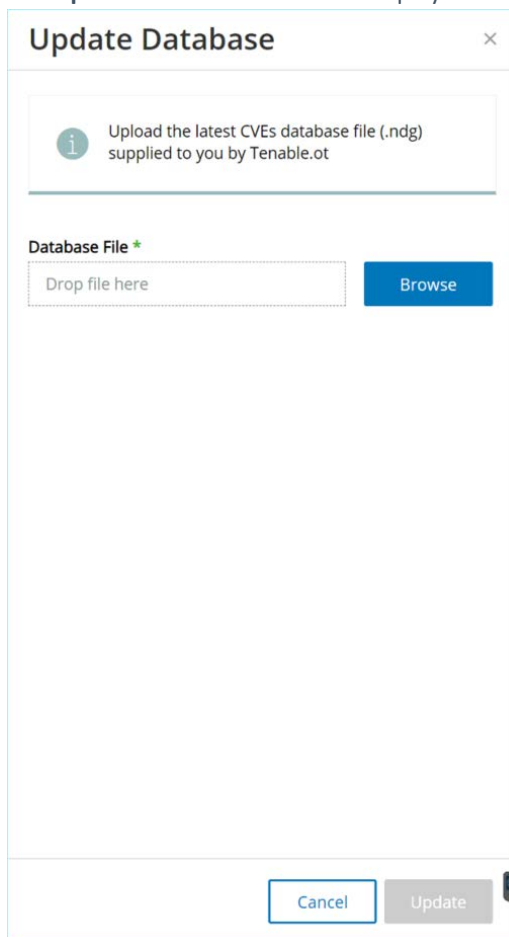 Update Database
×
Upload the latest CVEs database file (.ndg)
supplied to you by Tenable.ot
Database File *
Drop file here
Browse
Cancel
Update